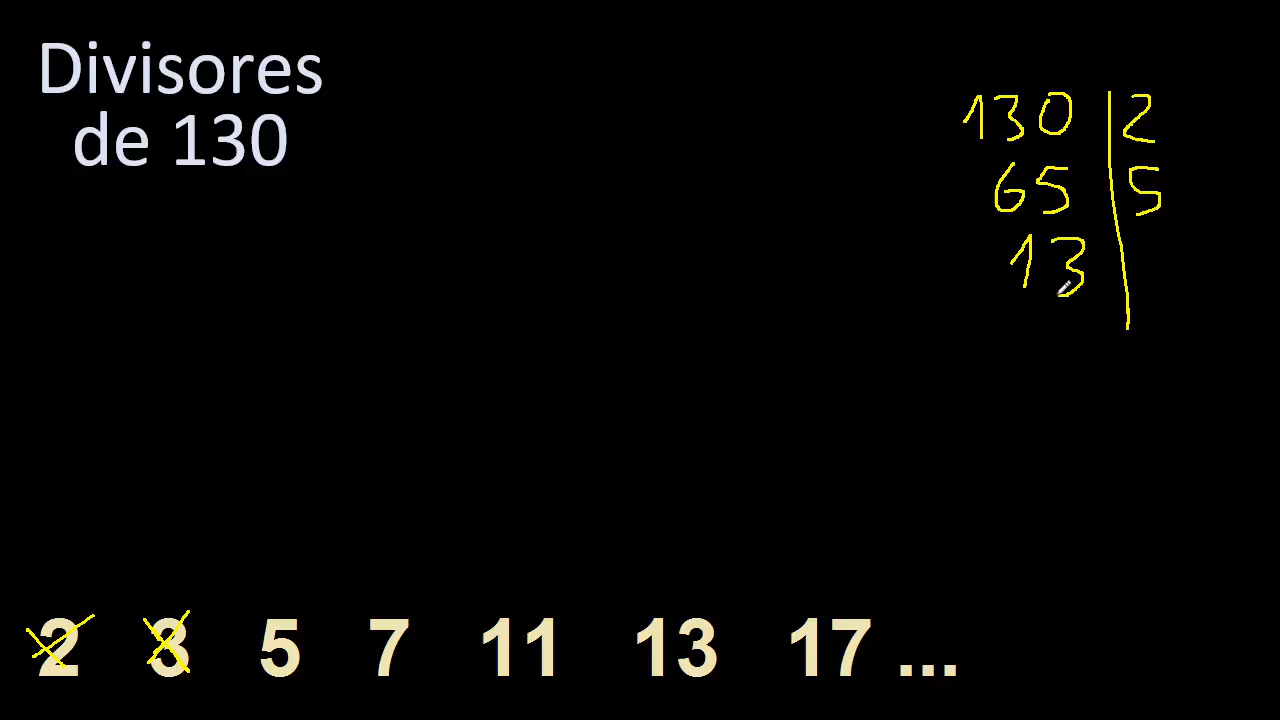 Divisores
de 130
130 | 2
65 | 5
13 |
2 3 5 7 11 13 17 ...